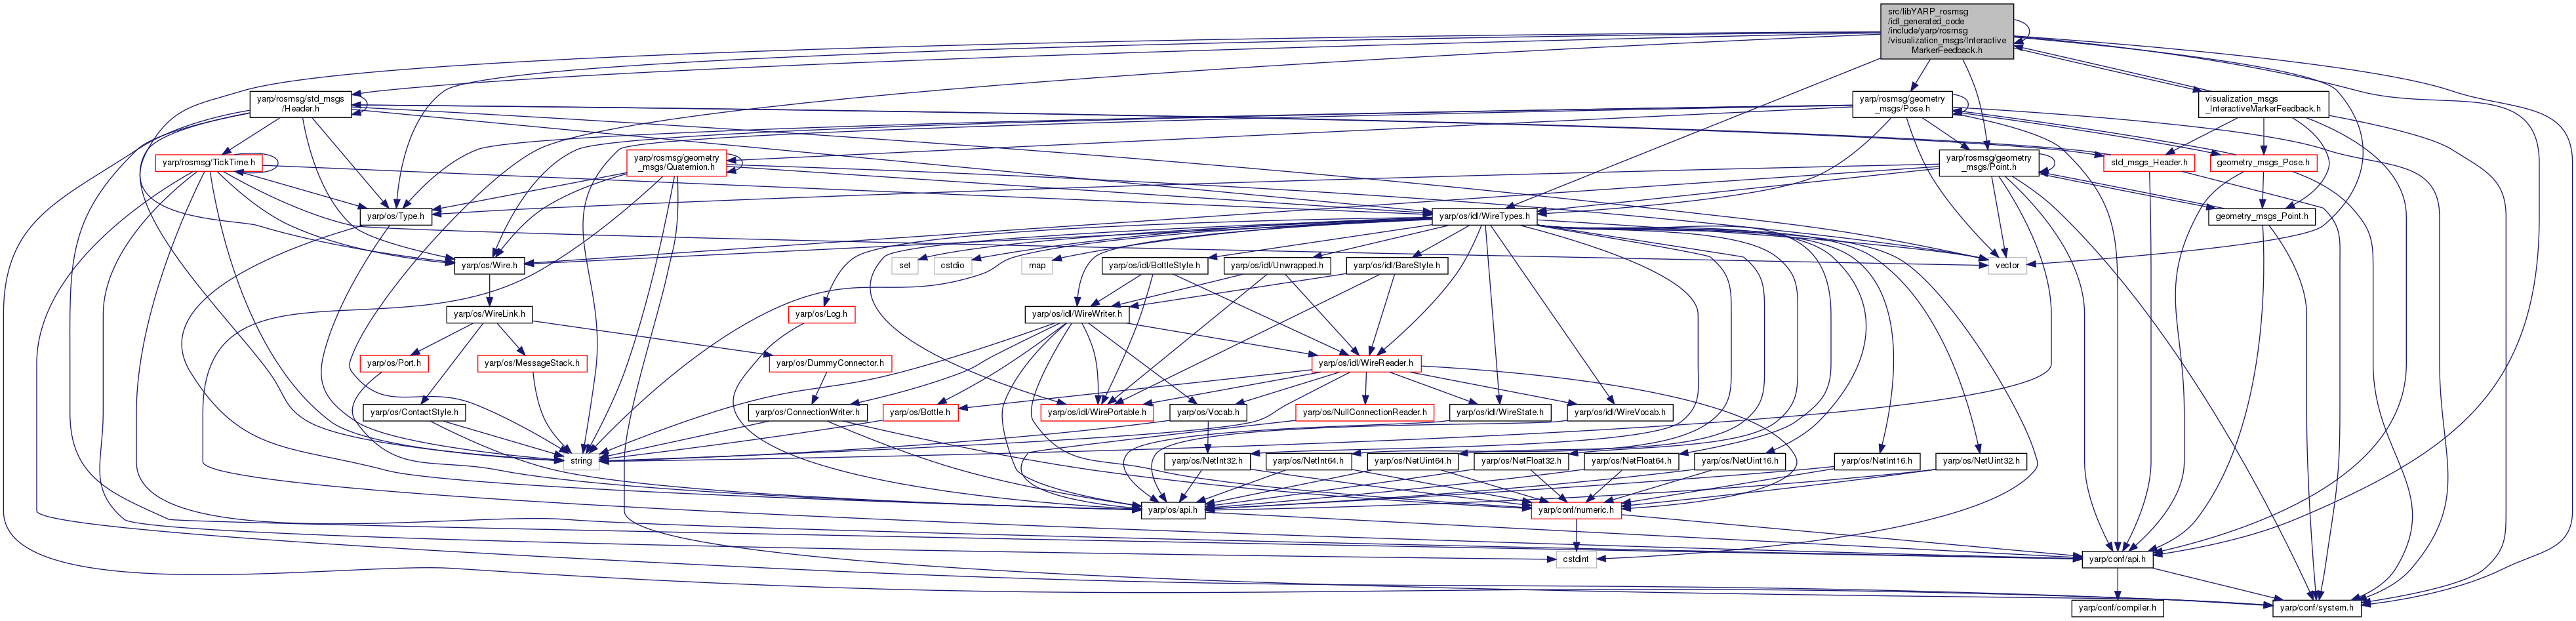 src/libYARP_rosmsg
/idl_generated_code
/include/yarp/rosmsg
/visualization_msgs/Interactive
MarkerFeedback.h
yarp/rosmsg/std_msgs
/Header.h
yarp/rosmsg/geometry
_msgs/Pose.h
visualization_msgs
_InteractiveMarkerFeedback.h
yarp/rosmsg/TickTime.h
yarp/rosmsg/geometry
_msgs/Quaternion.h
yarp/rosmsg/geometry
_msgs/Point.h
std_msgs_Header.h
geometry_msgs_Pose.h
yarp/os/Type.h
yarp/os/idl/WireTypes.h
geometry_msgs_Point.h
yarp/os/Wire.h
set
cstdio
map
yarp/os/idl/BottleStyle.h
yarp/os/idl/Unwrapped.h
yarp/os/idl/BareStyle.h
vector
yarp/os/WireLink.h
yarp/os/Log.h
yarp/os/idl/WireWriter.h
yarp/os/Port.h
yarp/os/MessageStack.h
yarp/os/DummyConnector.h
yarp/os/idl/WireReader.h
yarp/os/ContactStyle.h
yarp/os/ConnectionWriter.h
yarp/os/Bottle.h
yarp/os/idl/WirePortable.h
yarp/os/Vocab.h
yarp/os/NullConnectionReader.h
yarp/os/idl/WireState.h
yarp/os/idl/WireVocab.h
string
yarp/os/NetInt32.h
yarp/os/NetInt64.h
yarp/os/NetUint64.h
yarp/os/NetFloat32.h
yarp/os/NetFloat64.h
yarp/os/NetUint16.h
yarp/os/NetInt16.h
yarp/os/NetUint32.h
yarp/os/api.h
yarp/conf/numeric.h
cstdint
yarp/conf/api.h
yarp/conf/compiler.h
yarp/conf/system.h